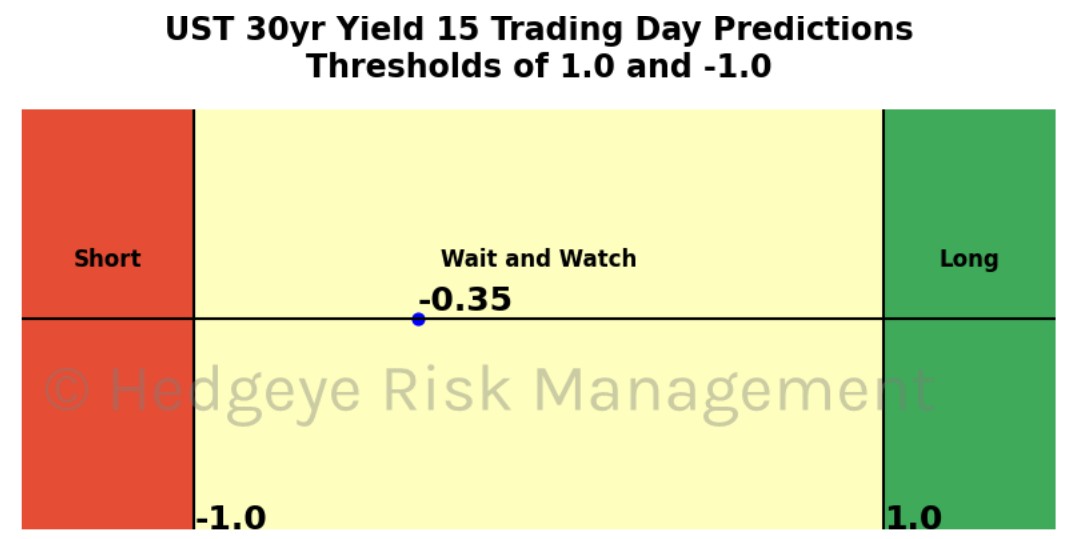 UST 30yr Yield 15 Trading Day Predictions
Thresholds of 1.0 and -1.0
Short
Wait and Watch
Long
-0.35
© Hedgeye Risk Management
-1.0
1.0